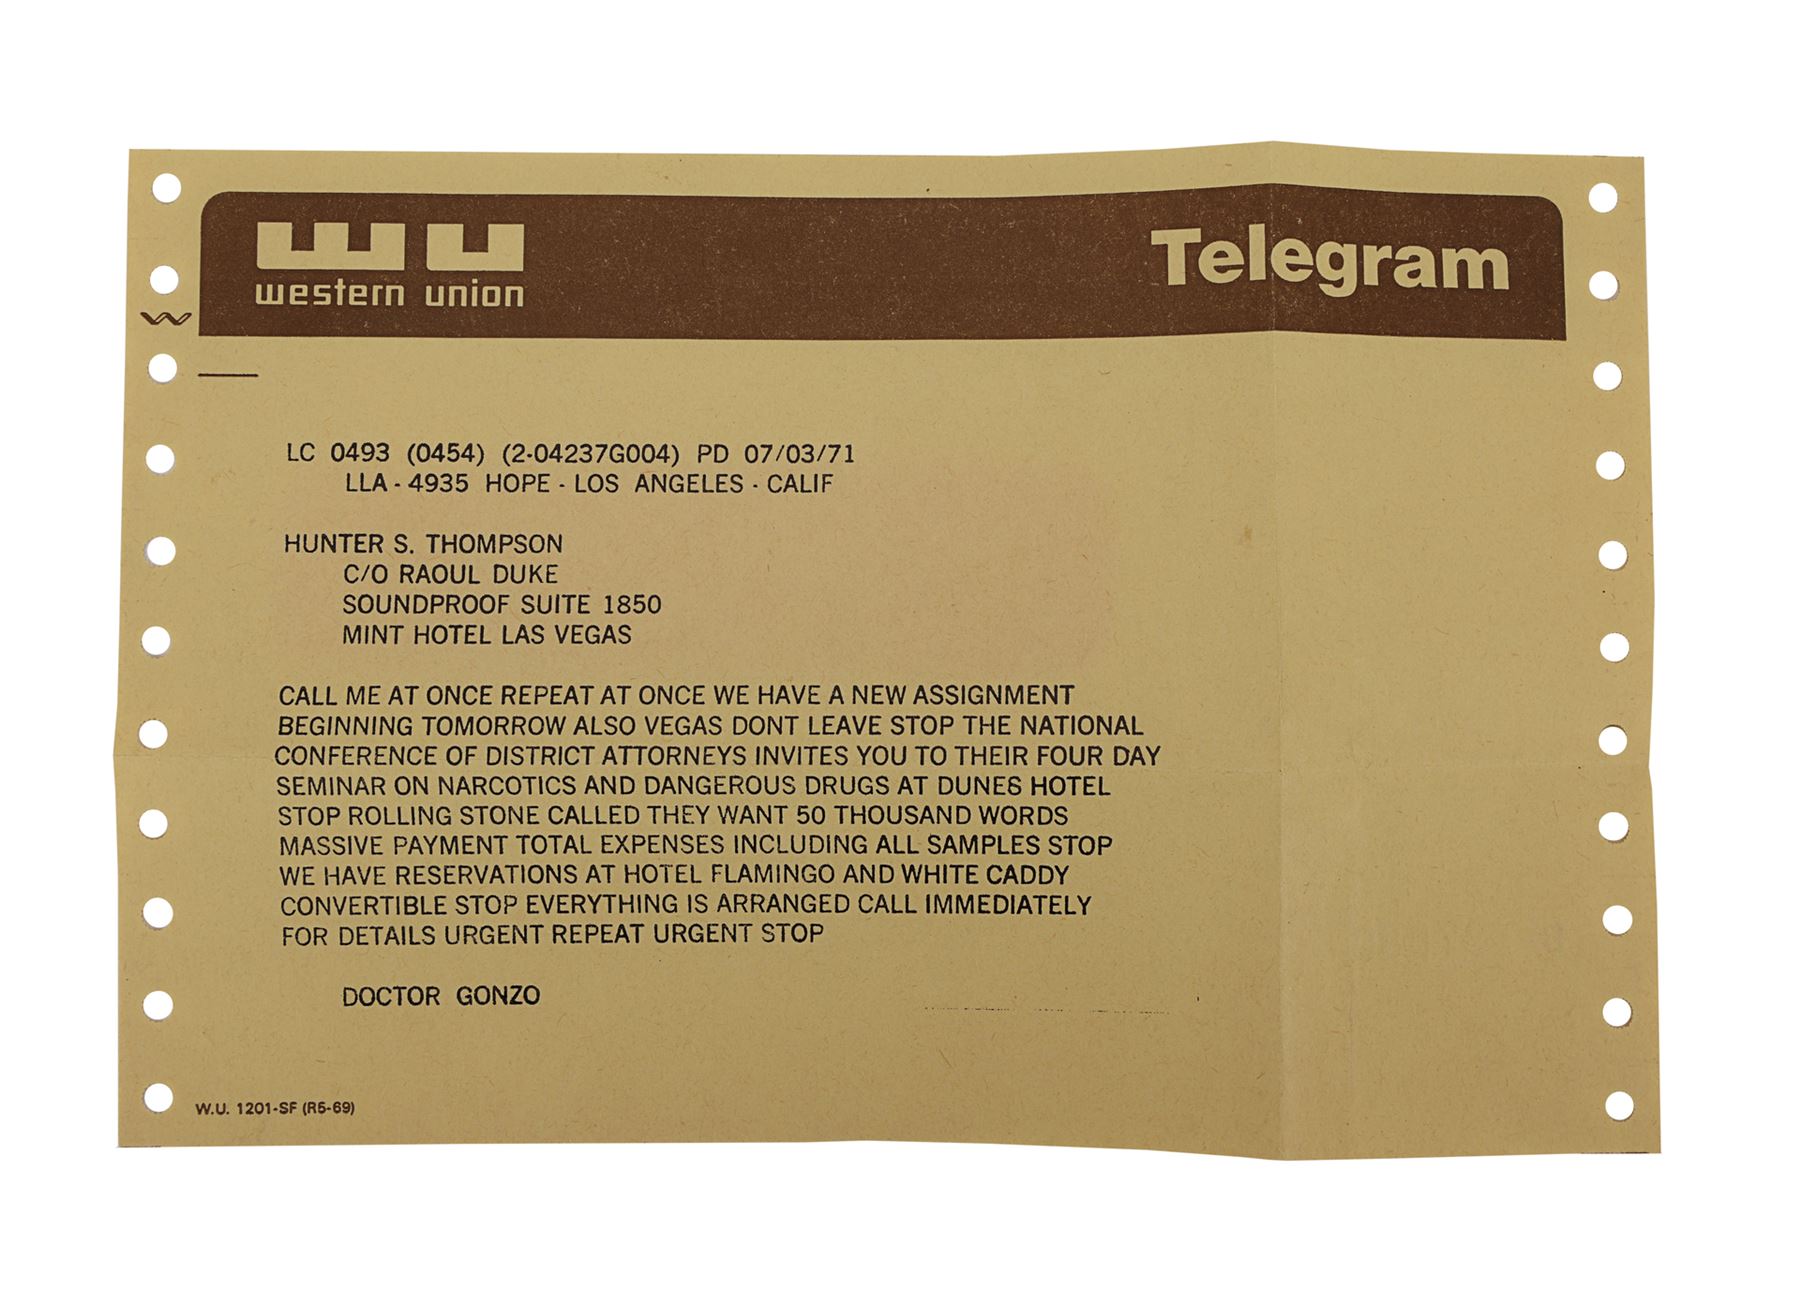 WU
western union
Telegram
W
LC 0493 (0454) (2-04237G004) PD 07/03/71
LLA - 4935 HOPE - LOS ANGELES - CALIF
HUNTER S. THOMPSON
C/O RAOUL DUKE
SOUNDPROOF SUITE 1850
MINT HOTEL LAS VEGAS
CALL ME AT ONCE REPEAT AT ONCE WE HAVE A NEW ASSIGNMENT
BEGINNING TOMORROW ALSO VEGAS DONT LEAVE STOP THE NATIONAL
CONFERENCE OF DISTRICT ATTORNEYS INVITES YOU TO THEIR FOUR DAY
SEMINAR ON NARCOTICS AND DANGEROUS DRUGS AT DUNES HOTEL
STOP ROLLING STONE CALLED THEY WANT 50 THOUSAND WORDS
MASSIVE PAYMENT TOTAL EXPENSES INCLUDING ALL SAMPLES STOP
WE HAVE RESERVATIONS AT HOTEL FLAMINGO AND WHITE CADDY
CONVERTIBLE STOP EVERYTHING IS ARRANGED CALL IMMEDIATELY
FOR DETAILS URGENT REPEAT URGENT STOP
DOCTOR GONZO
W.U. 1201-SF (R5-69)